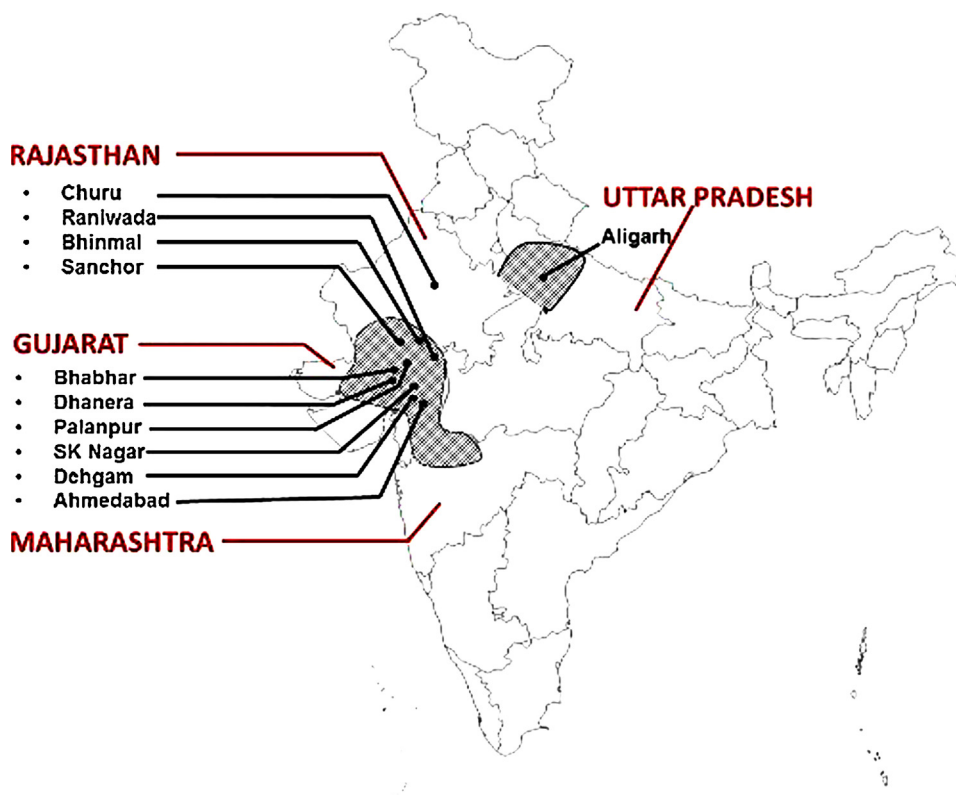 RAJASTHAN
• Churu
• Raniwada
• Bhinmal
• Sanchor
UTTAR PRADESH
Aligarh
GUJARAT
• Bhabhar
• Dhanera
• Palanpur
• SK Nagar
• Dehgam
• Ahmedabad
MAHARASHTRA